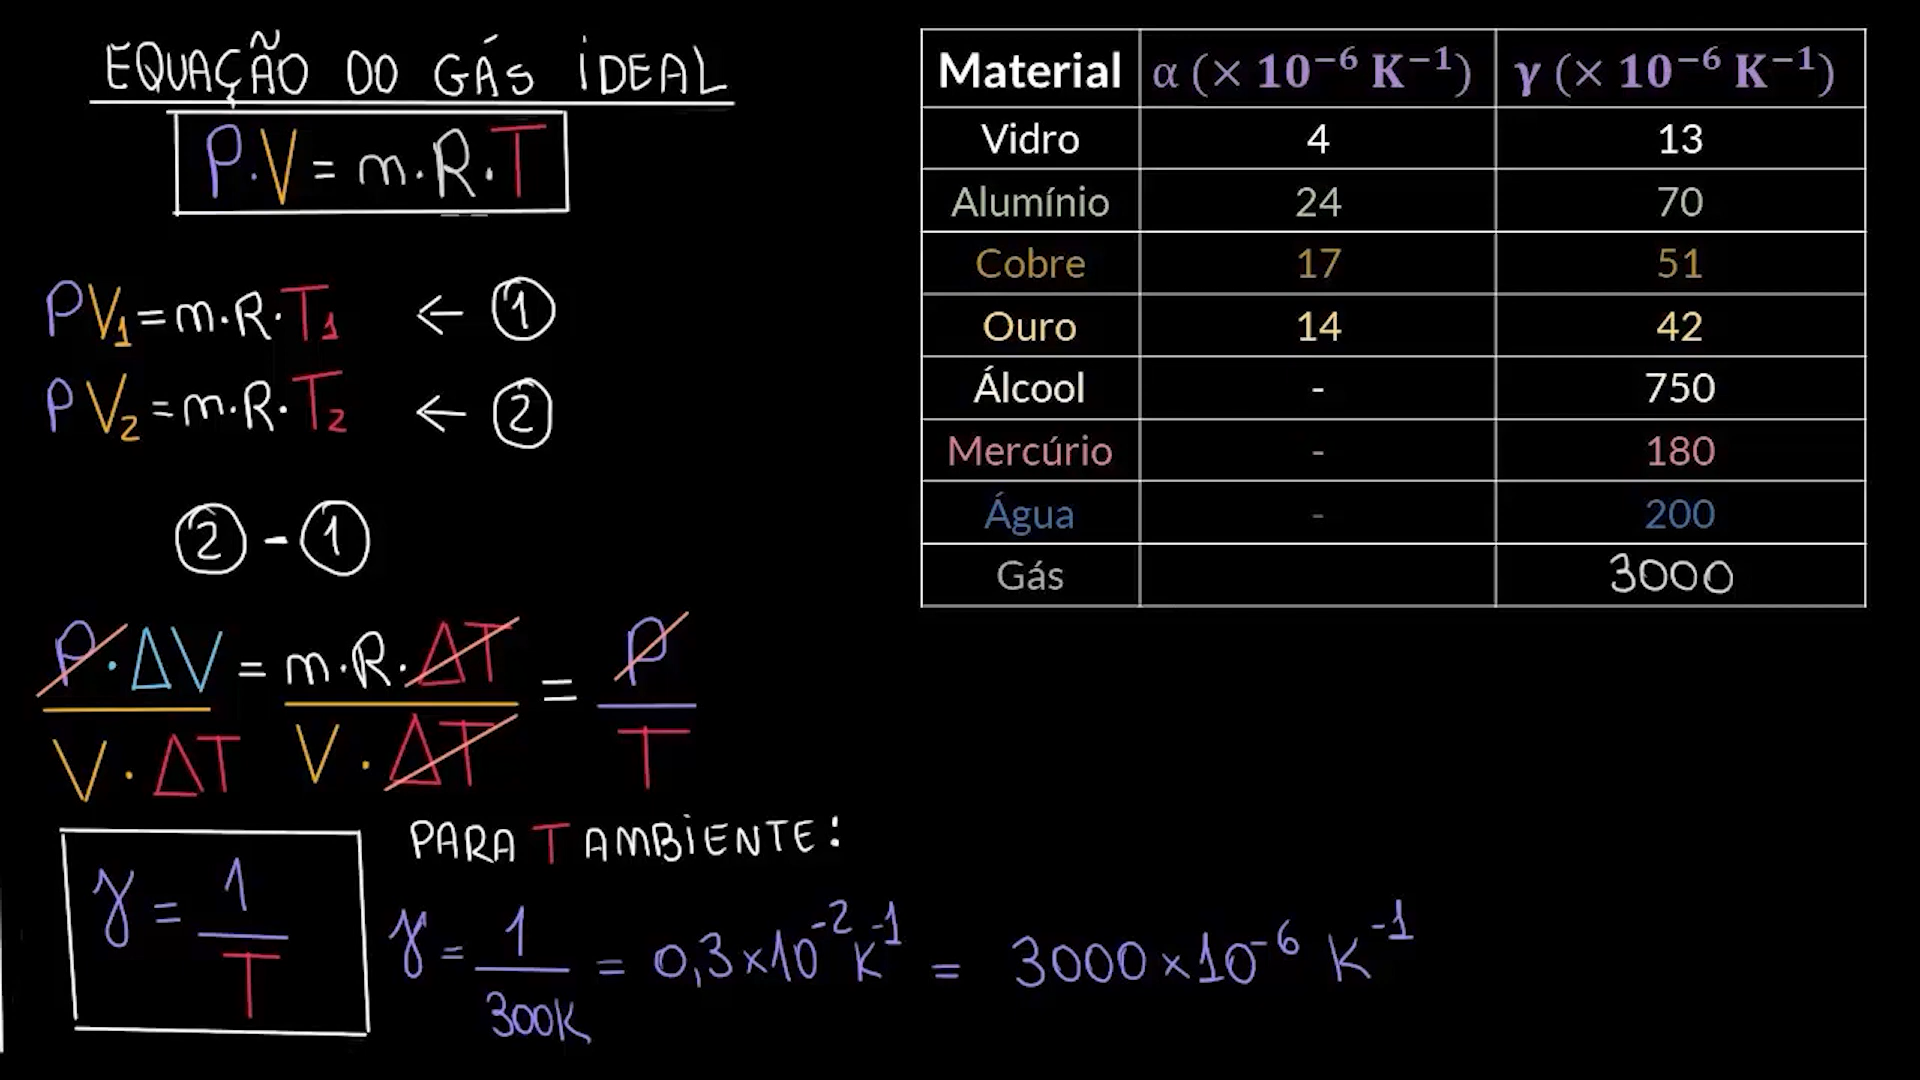 EQUAÇÃO DO GÁS IDEAL
P·V = m·R·T
PV₁ = m·R·T₁ ← ①
PV₂ = m·R·T₂ ← ②
② - ①
P·ΔV / V·ΔT = m·R·ΔT / V·ΔT = P / T
γ = 1 / T
PARA T AMBIENTE:
γ = 1 / 300K = 0,3×10⁻² K⁻¹ = 3000×10⁻⁶ K⁻¹
Material α (× 10⁻⁶ K⁻¹) γ (× 10⁻⁶ K⁻¹)
Vidro 4 13
Alumínio 24 70
Cobre 17 51
Ouro 14 42
Álcool - 750
Mercúrio - 180
Água - 200
Gás 3000